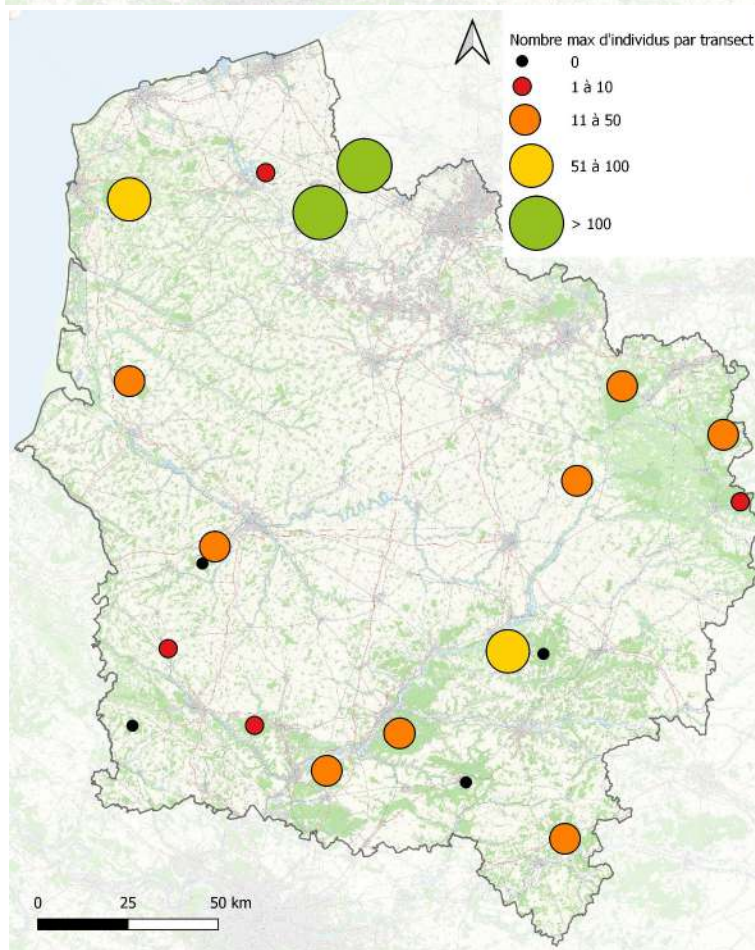 Nombre max d'individus par transect
0
1 à 10
11 à 50
51 à 100
> 100
0 25 50 km